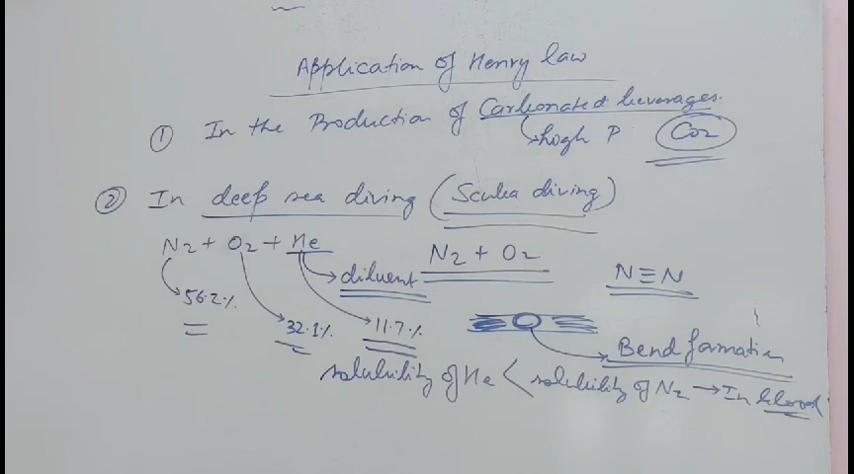 Application of Henry law
① In the Production of Carbonated beverages.
high P CO2
② In deep sea diving (Scuba diving)
N2 + O2 + He
N2 + O2
diluent
N≡N
56.2%
32.1%
11.7%
Bend formation
solubility of He < solubility of N2 → In blood